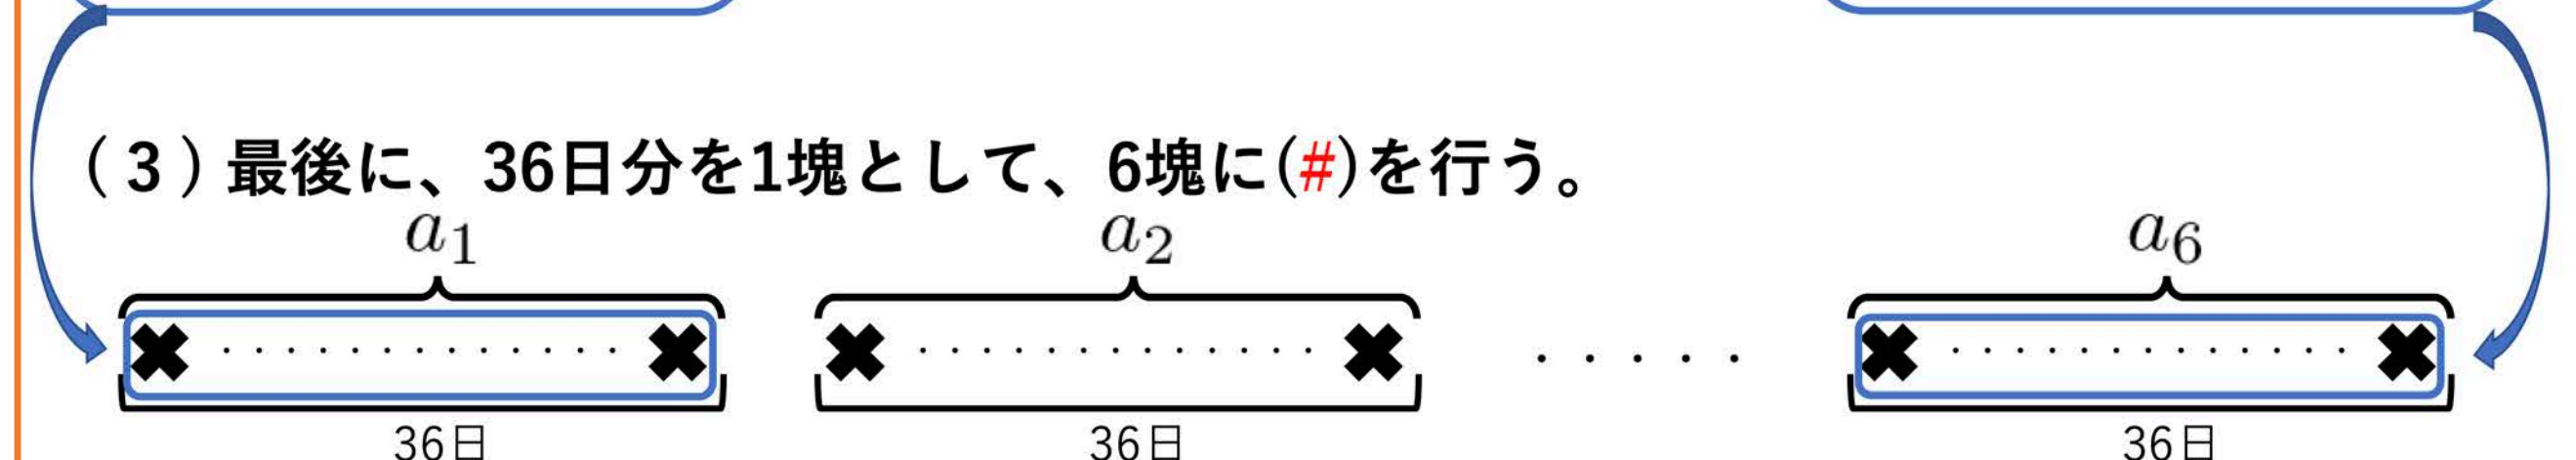 （3）最後に、36日分を1塊として、6塊に(#)を行う。
a1 a2 a6
36日 36日 36日